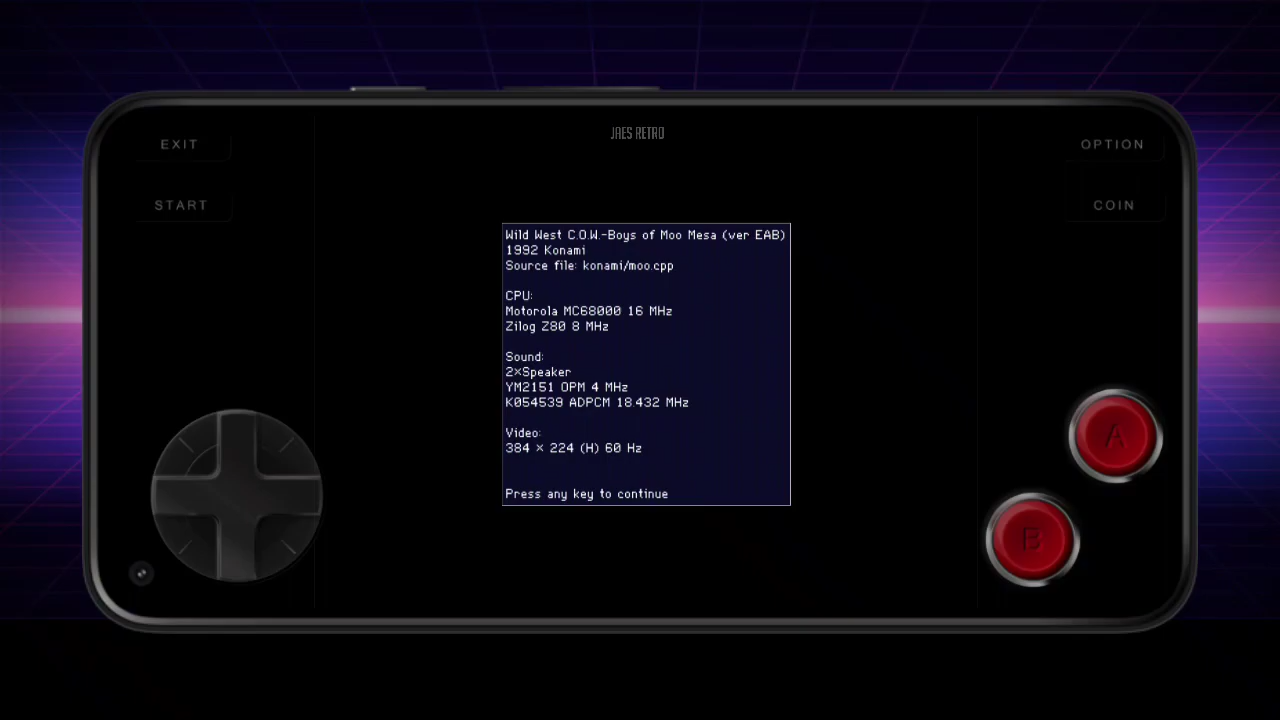 JAES RETRO
EXIT
OPTION
START
COIN
Wild West C.O.W.-Boys of Moo Mesa (ver EAB)
1992 Konami
Source file: konami/moo.cpp
CPU:
Motorola MC68000 16 MHz
Zilog Z80 8 MHz
Sound:
2×Speaker
YM2151 OPM 4 MHz
K054539 ADPCM 18.432 MHz
Video:
384 × 224 (H) 60 Hz
Press any key to continue
A
B